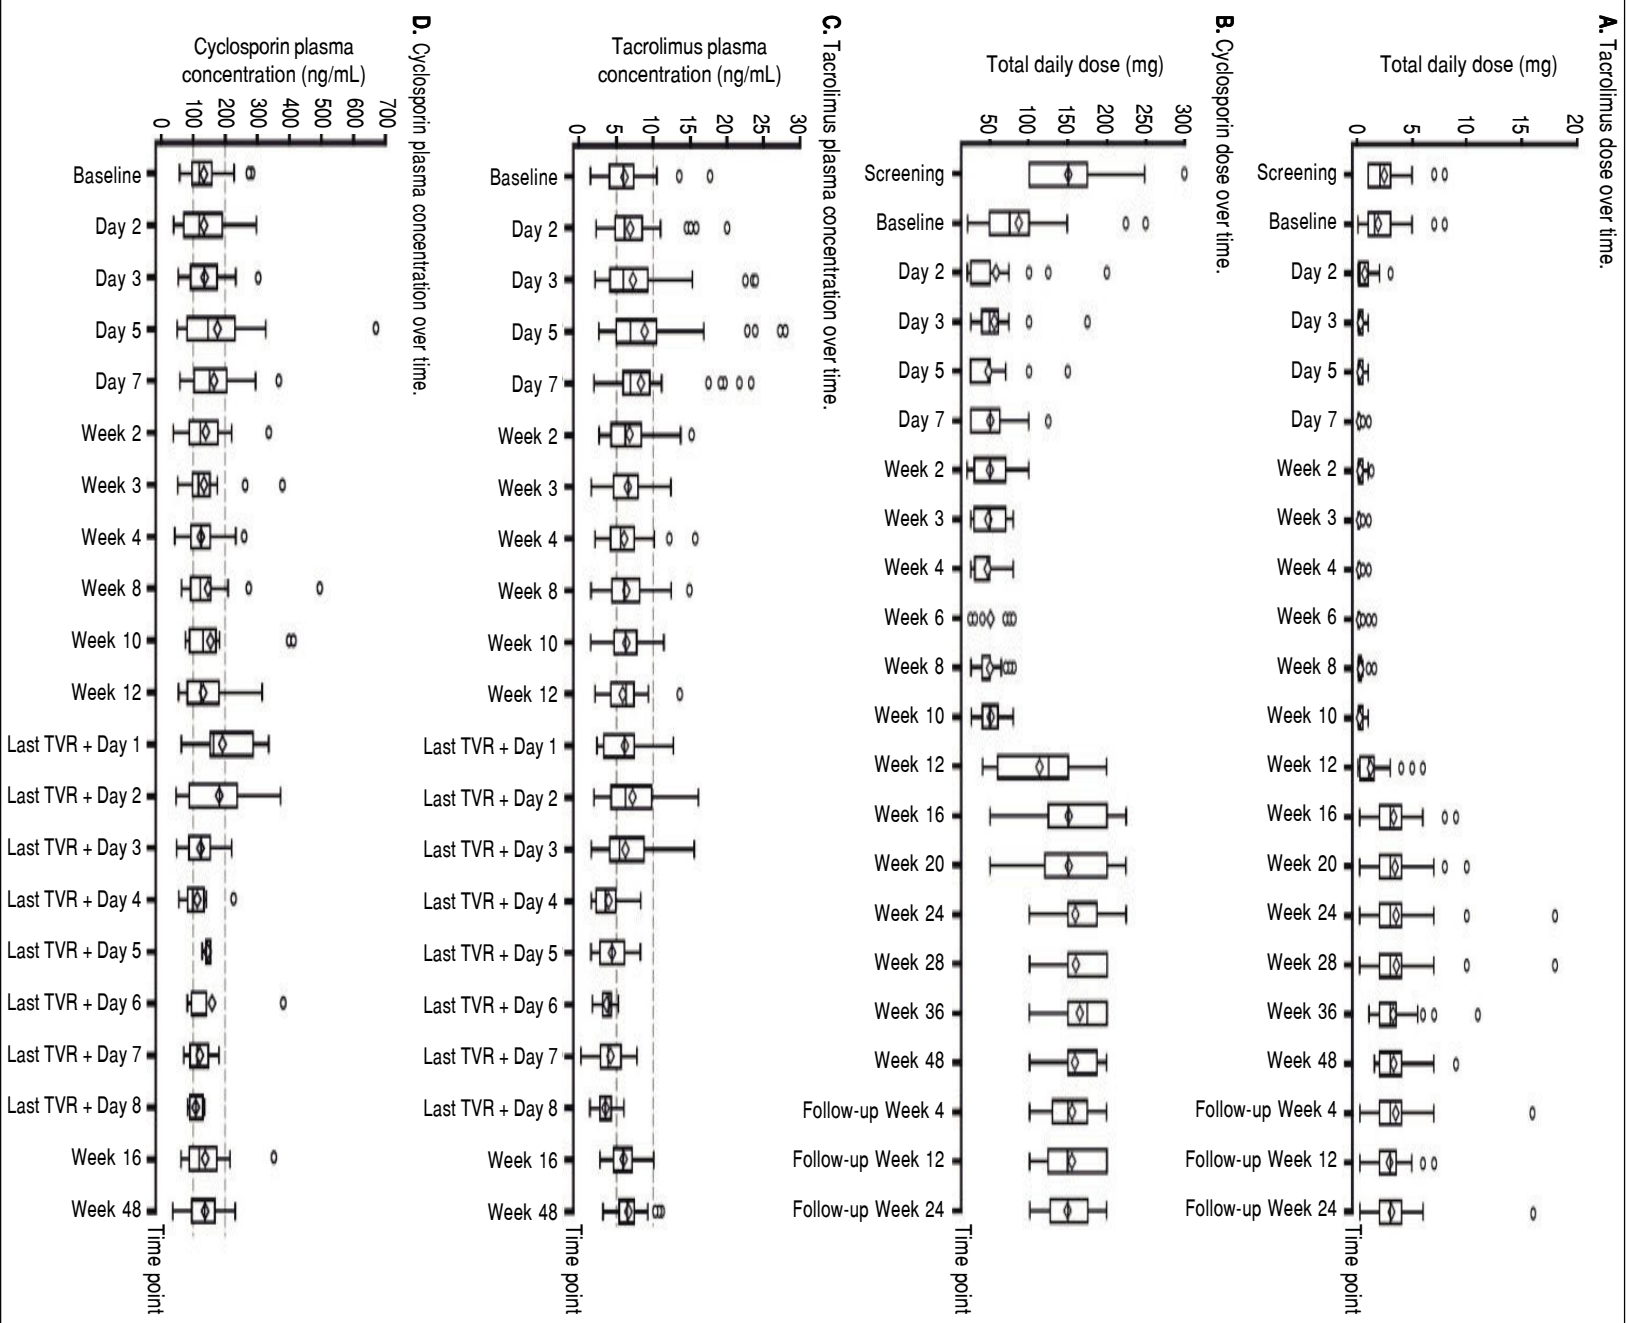 A. Tacrolimus dose over time.
Total daily dose (mg)
20
15
10
5
0
Screening
Baseline
Day 2
Day 3
Day 5
Day 7
Week 2
Week 3
Week 4
Week 6
Week 8
Week 10
Week 12
Week 16
Week 20
Week 24
Week 28
Week 36
Week 48
Follow-up Week 4
Follow-up Week 12
Follow-up Week 24
Time point
B. Cyclosporin dose over time.
Total daily dose (mg)
300
250
200
150
100
50
Screening
Baseline
Day 2
Day 3
Day 5
Day 7
Week 2
Week 3
Week 4
Week 6
Week 8
Week 10
Week 12
Week 16
Week 20
Week 24
Week 28
Week 36
Week 48
Follow-up Week 4
Follow-up Week 12
Follow-up Week 24
Time point
C. Tacrolimus plasma concentration over time.
Tacrolimus plasma
concentration (ng/mL)
30
25
20
15
10
5
0
Baseline
Day 2
Day 3
Day 5
Day 7
Week 2
Week 3
Week 4
Week 8
Week 10
Week 12
Last TVR + Day 1
Last TVR + Day 2
Last TVR + Day 3
Last TVR + Day 4
Last TVR + Day 5
Last TVR + Day 6
Last TVR + Day 7
Last TVR + Day 8
Week 16
Week 48
Time point
D. Cyclosporin plasma concentration over time.
Cyclosporin plasma
concentration (ng/mL)
700
600
500
400
300
200
100
0
Baseline
Day 2
Day 3
Day 5
Day 7
Week 2
Week 3
Week 4
Week 8
Week 10
Week 12
Last TVR + Day 1
Last TVR + Day 2
Last TVR + Day 3
Last TVR + Day 4
Last TVR + Day 5
Last TVR + Day 6
Last TVR + Day 7
Last TVR + Day 8
Week 16
Week 48
Time point